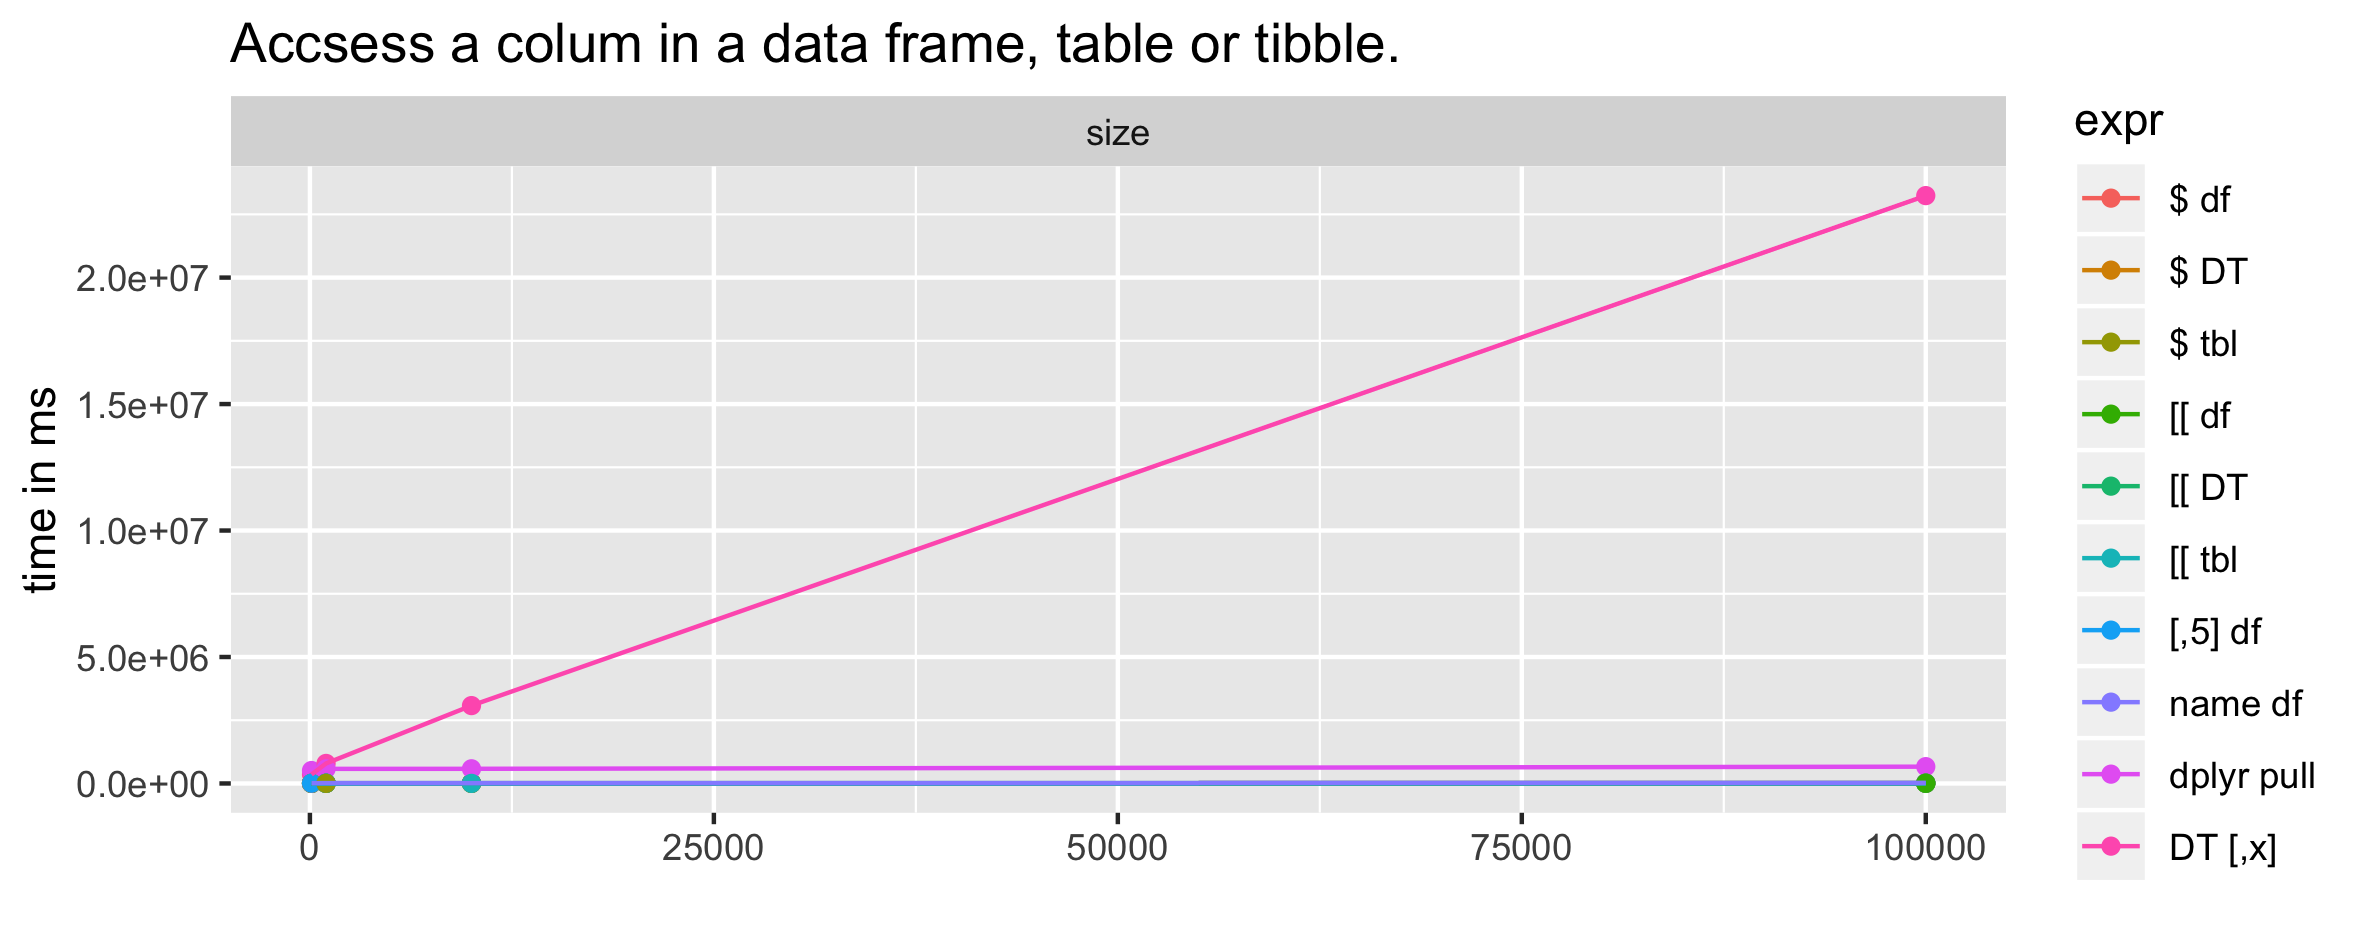 Accsess a colum in a data frame, table or tibble.
size
time in ms
2.0e+07
1.5e+07
1.0e+07
5.0e+06
0.0e+00
0
25000
50000
75000
100000
expr
$ df
$ DT
$ tbl
[[ df
[[ DT
[[ tbl
[,5] df
name df
dplyr pull
DT [,x]